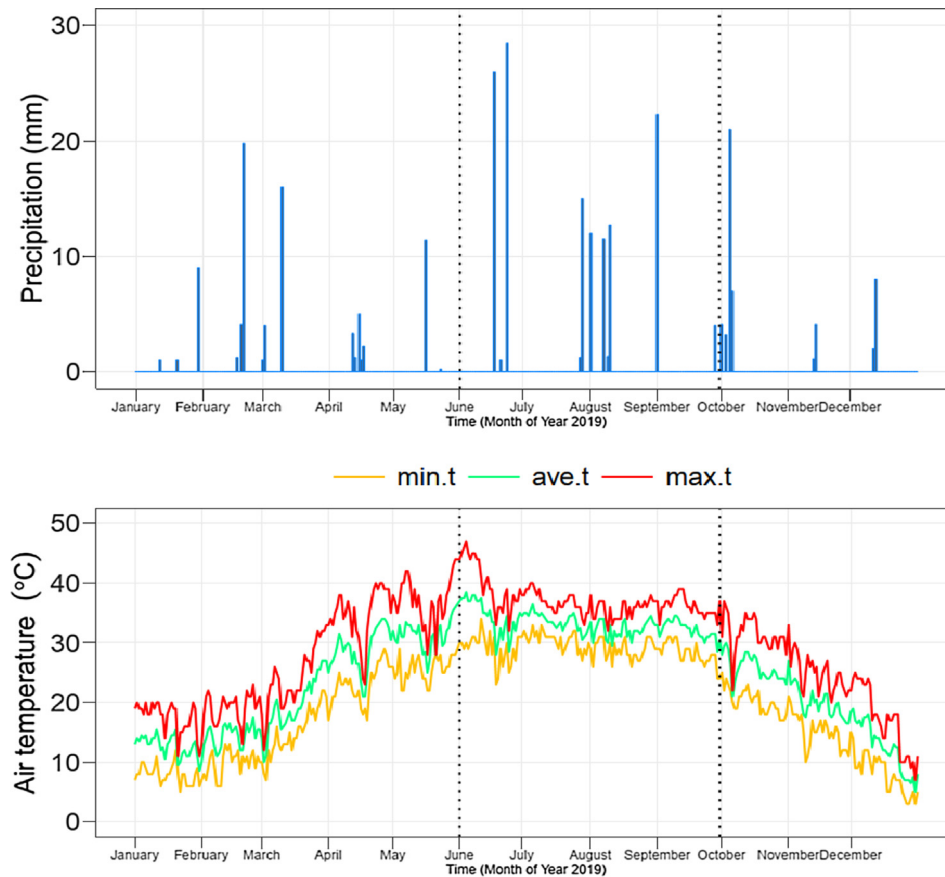 30
20
10
0
Precipitation (mm)
January February March April May June July August September October NovemberDecember
Time (Month of Year 2019)
min.t ave.t max.t
50
40
30
20
10
0
Air temperature (°C)
January February March April May June July August September October NovemberDecember
Time (Month of Year 2019)